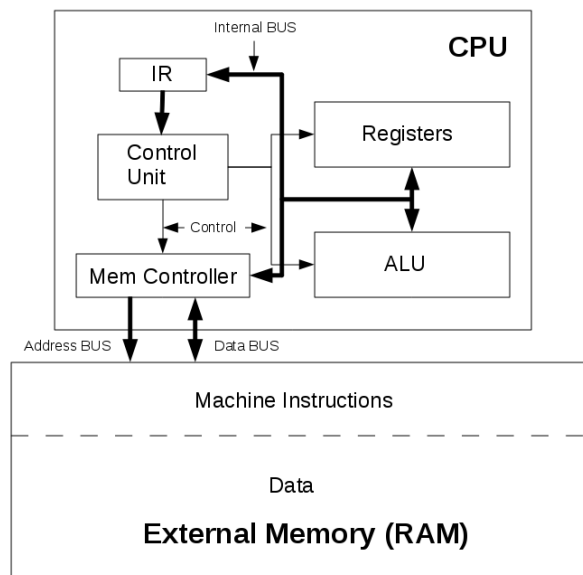 Internal BUS
CPU
IR
Registers
Control
Unit
Control
ALU
Mem Controller
Address BUS
Data BUS
Machine Instructions
Data
External Memory (RAM)